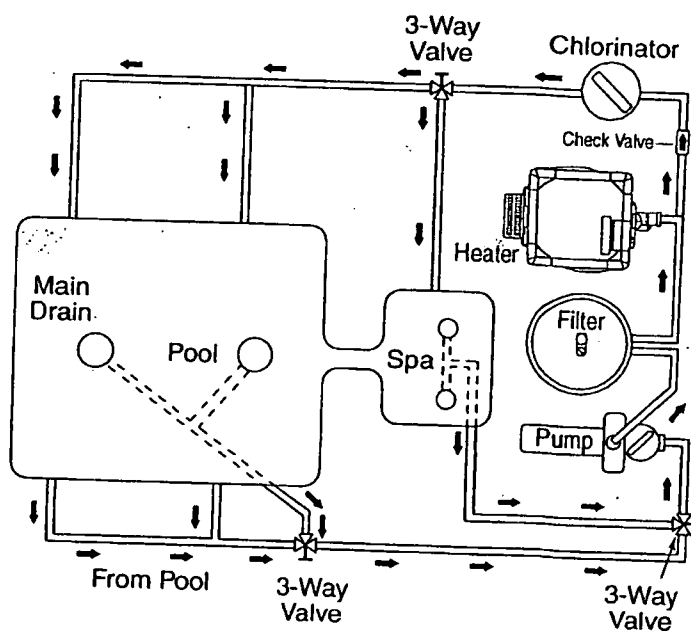 3-Way
Valve
Chlorinator
Check Valve
Heater
Main
Drain
Pool
Spa
Filter
Pump
From Pool
3-Way
Valve
3-Way
Valve